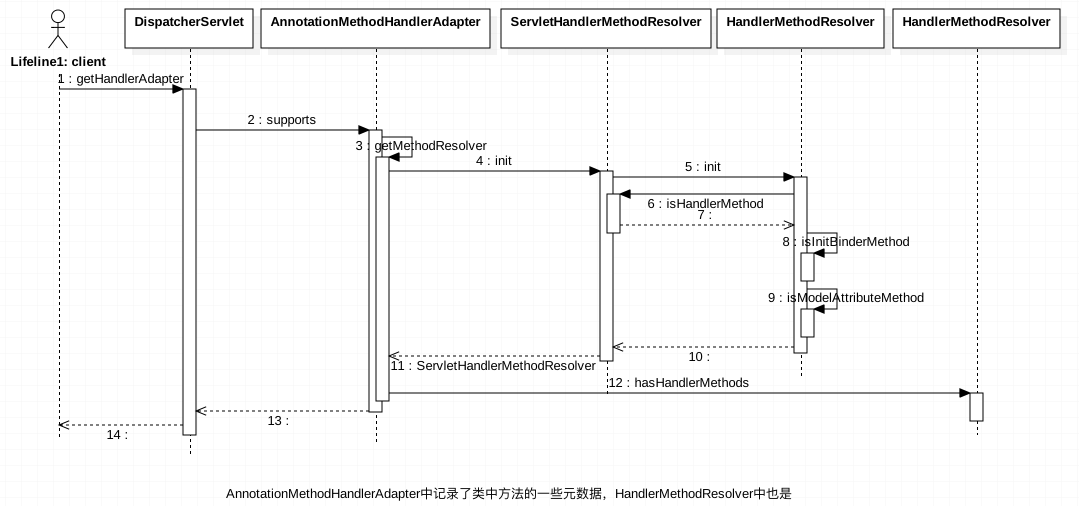 DispatcherServlet
AnnotationMethodHandlerAdapter
ServletHandlerMethodResolver
HandlerMethodResolver
HandlerMethodResolver
Lifeline1: client
1 : getHandlerAdapter
2 : supports
3 : getMethodResolver
4 : init
5 : init
6 : isHandlerMethod
7 :
8 : isInitBinderMethod
9 : isModelAttributeMethod
10 :
11 : ServletHandlerMethodResolver
12 : hasHandlerMethods
13 :
14 :
AnnotationMethodHandlerAdapter中记录了类中方法的一些元数据，HandlerMethodResolver中也是